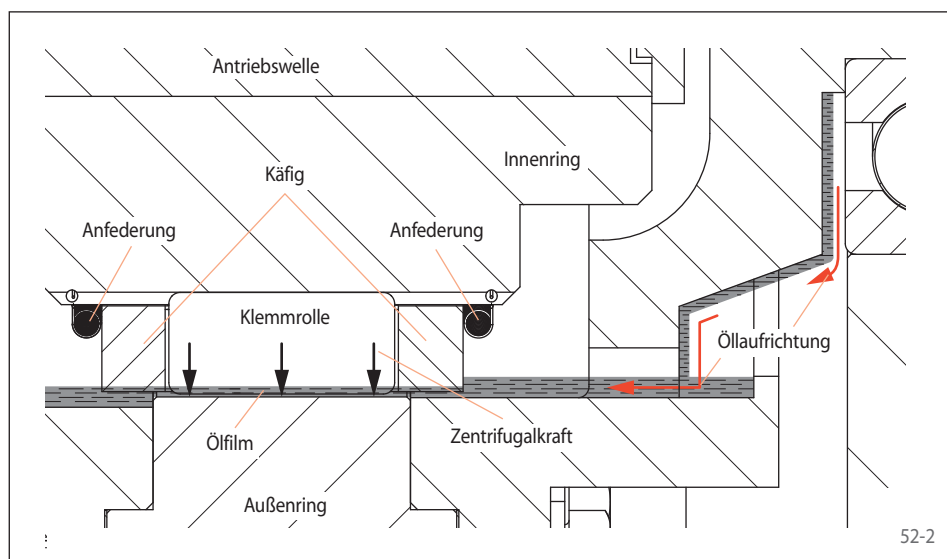 Antriebswelle
Innenring
Käfig
Anfederung
Anfederung
Klemmrolle
Öllaufrichtung
Zentrifugalkraft
Ölfilm
Außenring
52-2